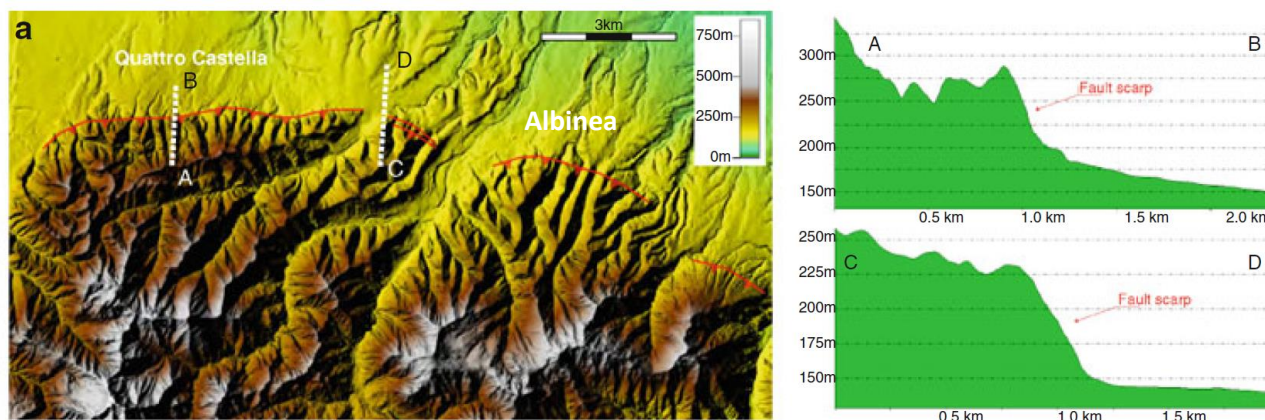 a
3km
Quattro Castella
B
D
Albinea
A
C
750m
500m
250m
0m
A
B
300m
250m
200m
150m
Fault scarp
0.5 km
1.0 km
1.5 km
2.0 km
250m
C
D
225m
200m
175m
150m
Fault scarp
0.5 km
1.0 km
1.5 km